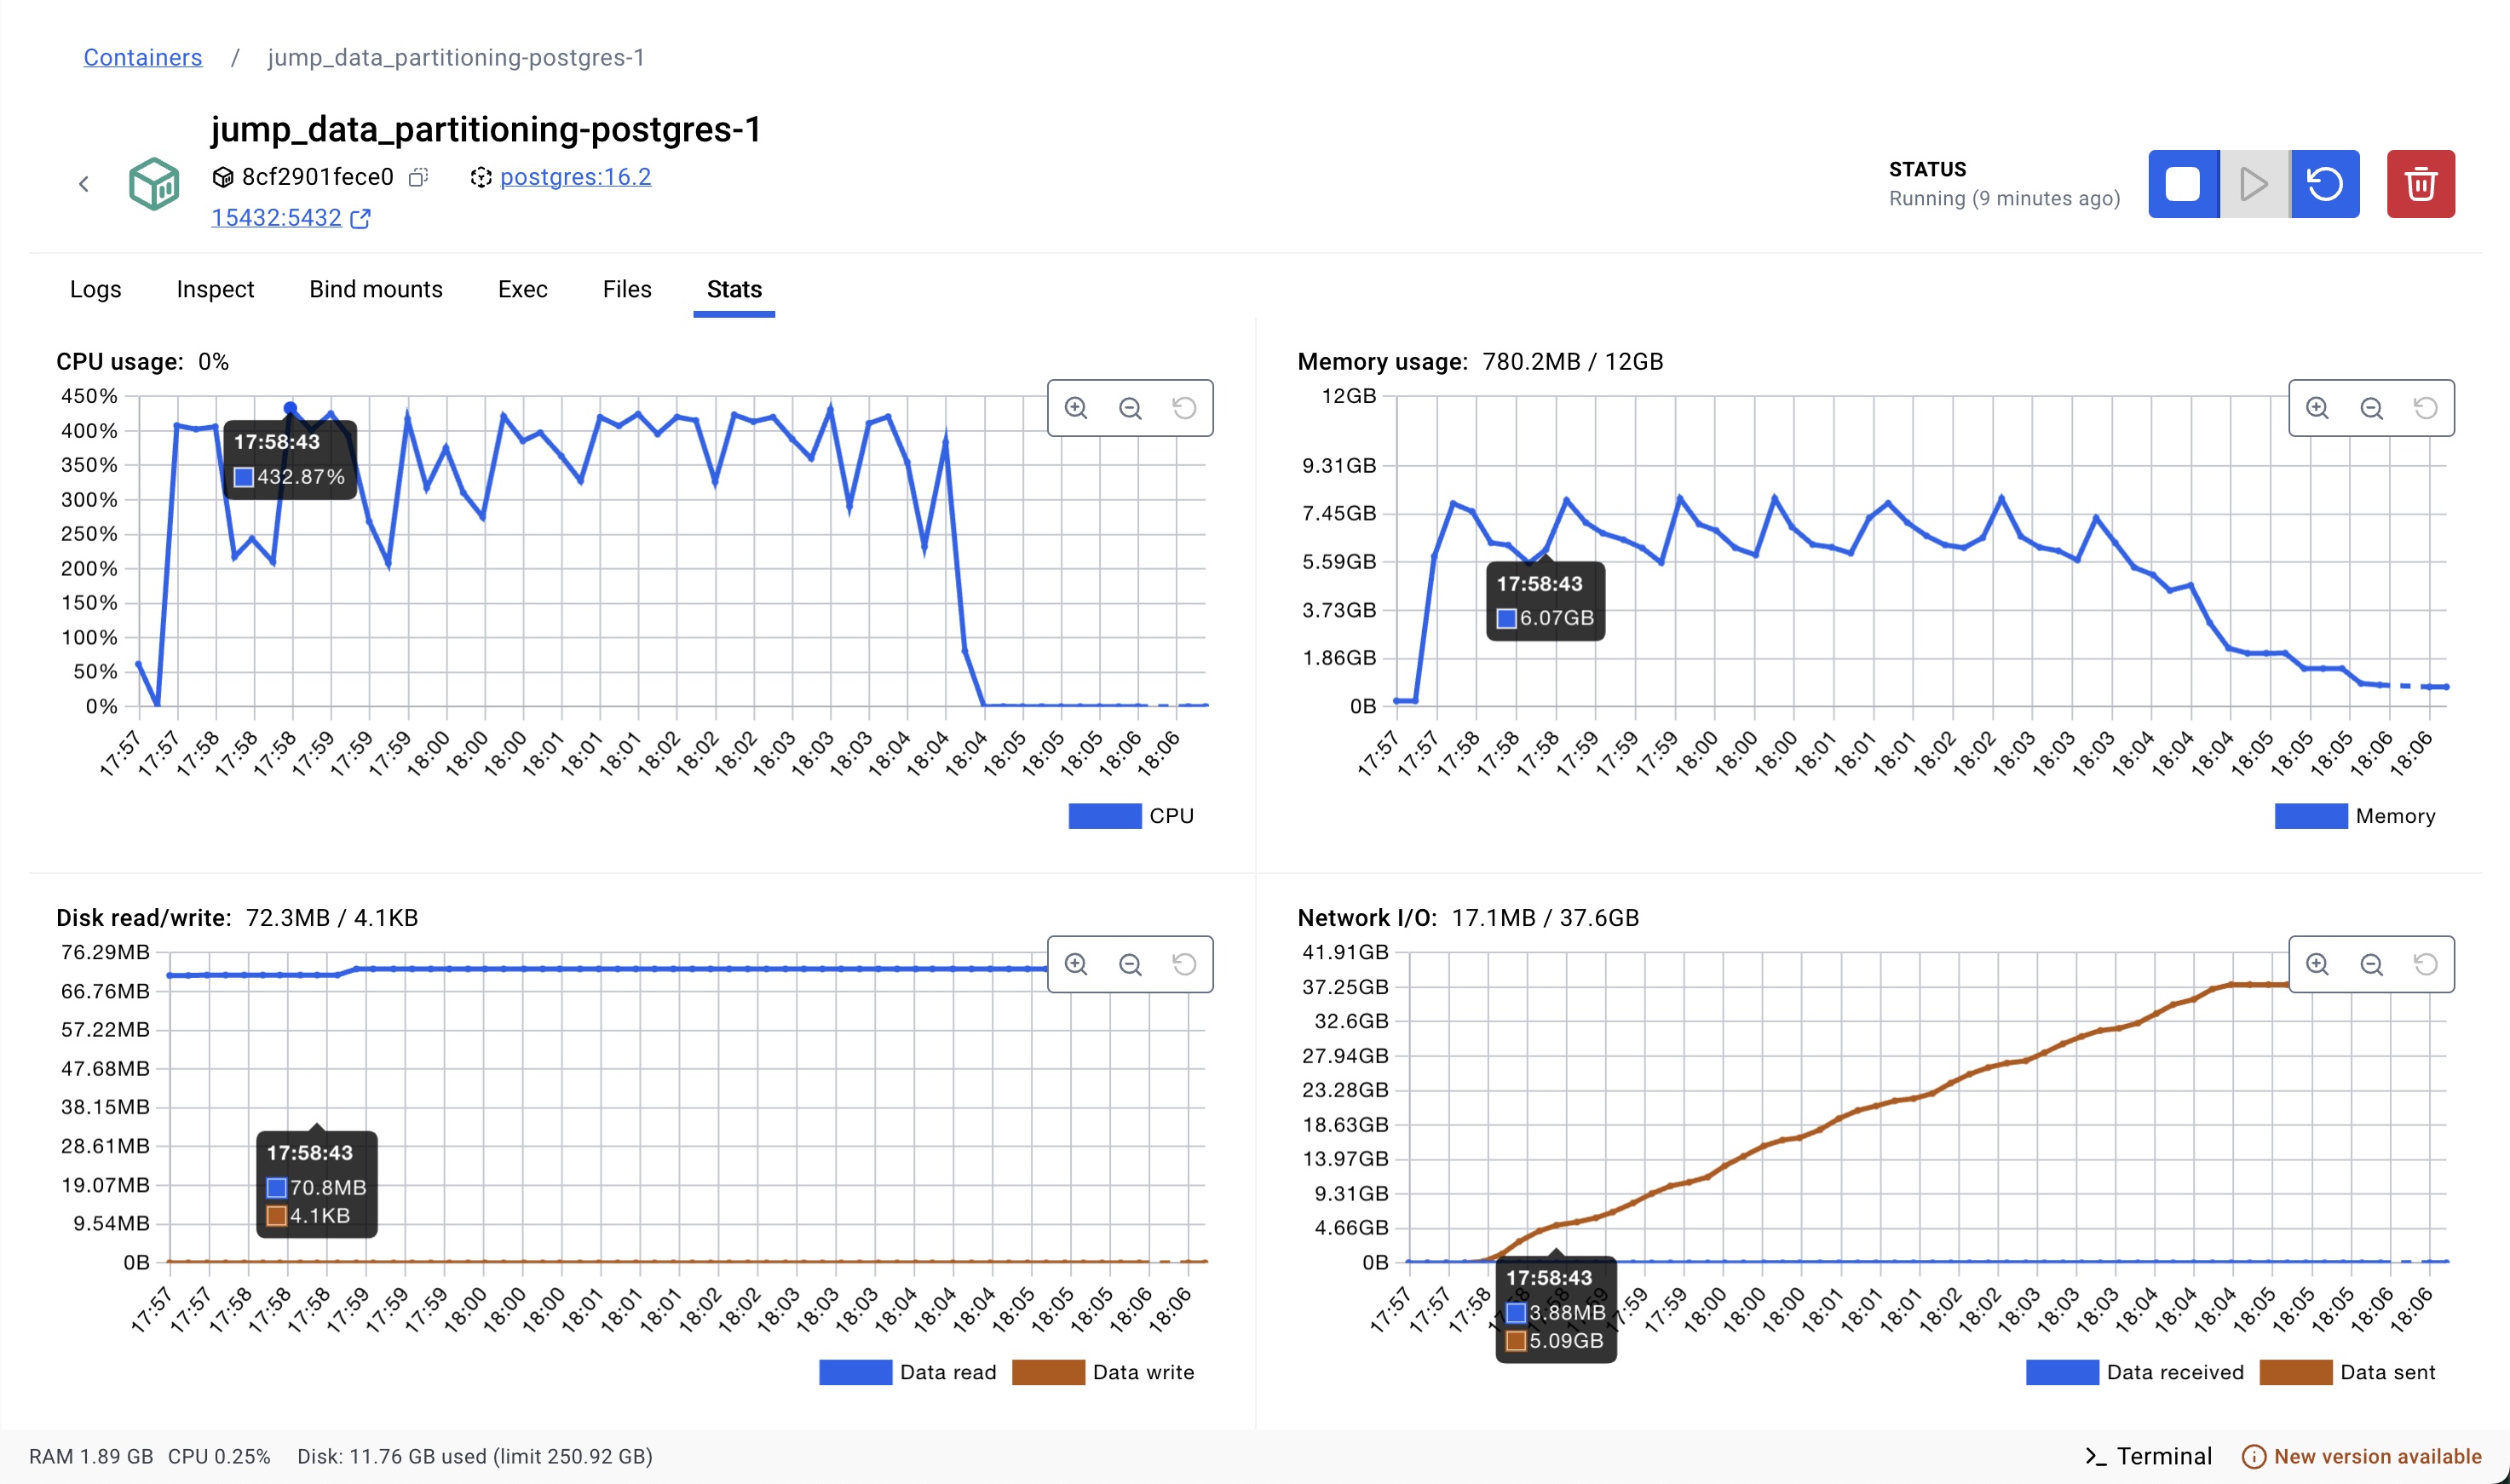 Containers / jump_data_partitioning-postgres-1
jump_data_partitioning-postgres-1
8cf2901fece0 postgres:16.2
15432:5432
STATUS
Running (9 minutes ago)
Logs Inspect Bind mounts Exec Files Stats
CPU usage: 0%
450%
400%
350%
300%
250%
200%
150%
100%
50%
0%
17:58:43
432.87%
17:57 17:57 17:58 17:58 17:58 17:59 17:59 17:59 18:00 18:00 18:00 18:01 18:01 18:01 18:02 18:02 18:02 18:03 18:03 18:03 18:04 18:04 18:04 18:05 18:05 18:05 18:06 18:06
CPU
Memory usage: 780.2MB / 12GB
12GB
9.31GB
7.45GB
5.59GB
3.73GB
1.86GB
0B
17:58:43
6.07GB
17:57 17:57 17:58 17:58 17:58 17:59 17:59 17:59 18:00 18:00 18:00 18:01 18:01 18:01 18:02 18:02 18:03 18:03 18:03 18:04 18:04 18:04 18:05 18:05 18:05 18:06 18:06
Memory
Disk read/write: 72.3MB / 4.1KB
76.29MB
66.76MB
57.22MB
47.68MB
38.15MB
28.61MB
19.07MB
9.54MB
0B
17:58:43
70.8MB
4.1KB
17:57 17:57 17:58 17:58 17:58 17:59 17:59 17:59 18:00 18:00 18:00 18:01 18:01 18:01 18:02 18:02 18:03 18:03 18:03 18:04 18:04 18:04 18:05 18:05 18:05 18:06 18:06
Data read Data write
Network I/O: 17.1MB / 37.6GB
41.91GB
37.25GB
32.6GB
27.94GB
23.28GB
18.63GB
13.97GB
9.31GB
4.66GB
0B
17:58:43
3.88MB
5.09GB
17:57 17:57 17:58 17:59 17:59 18:00 18:00 18:00 18:01 18:01 18:01 18:02 18:02 18:03 18:03 18:03 18:04 18:04 18:04 18:05 18:05 18:05 18:06 18:06
Data received Data sent
RAM 1.89 GB CPU 0.25% Disk: 11.76 GB used (limit 250.92 GB)
Terminal
New version available